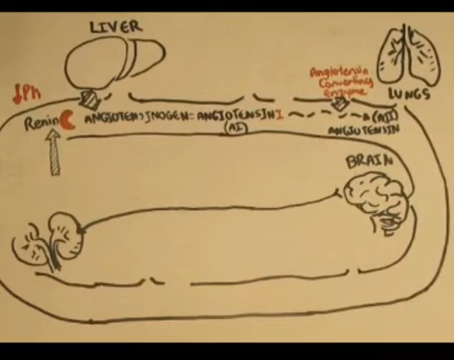 LIVER
LUNGS
Angiotensin
Converting
enzyme
↓Ph
Renin
ANGIOTENSINOGEN = ANGIOTENSIN I
(AI)
(AII)
ANGIOTENSIN
BRAIN